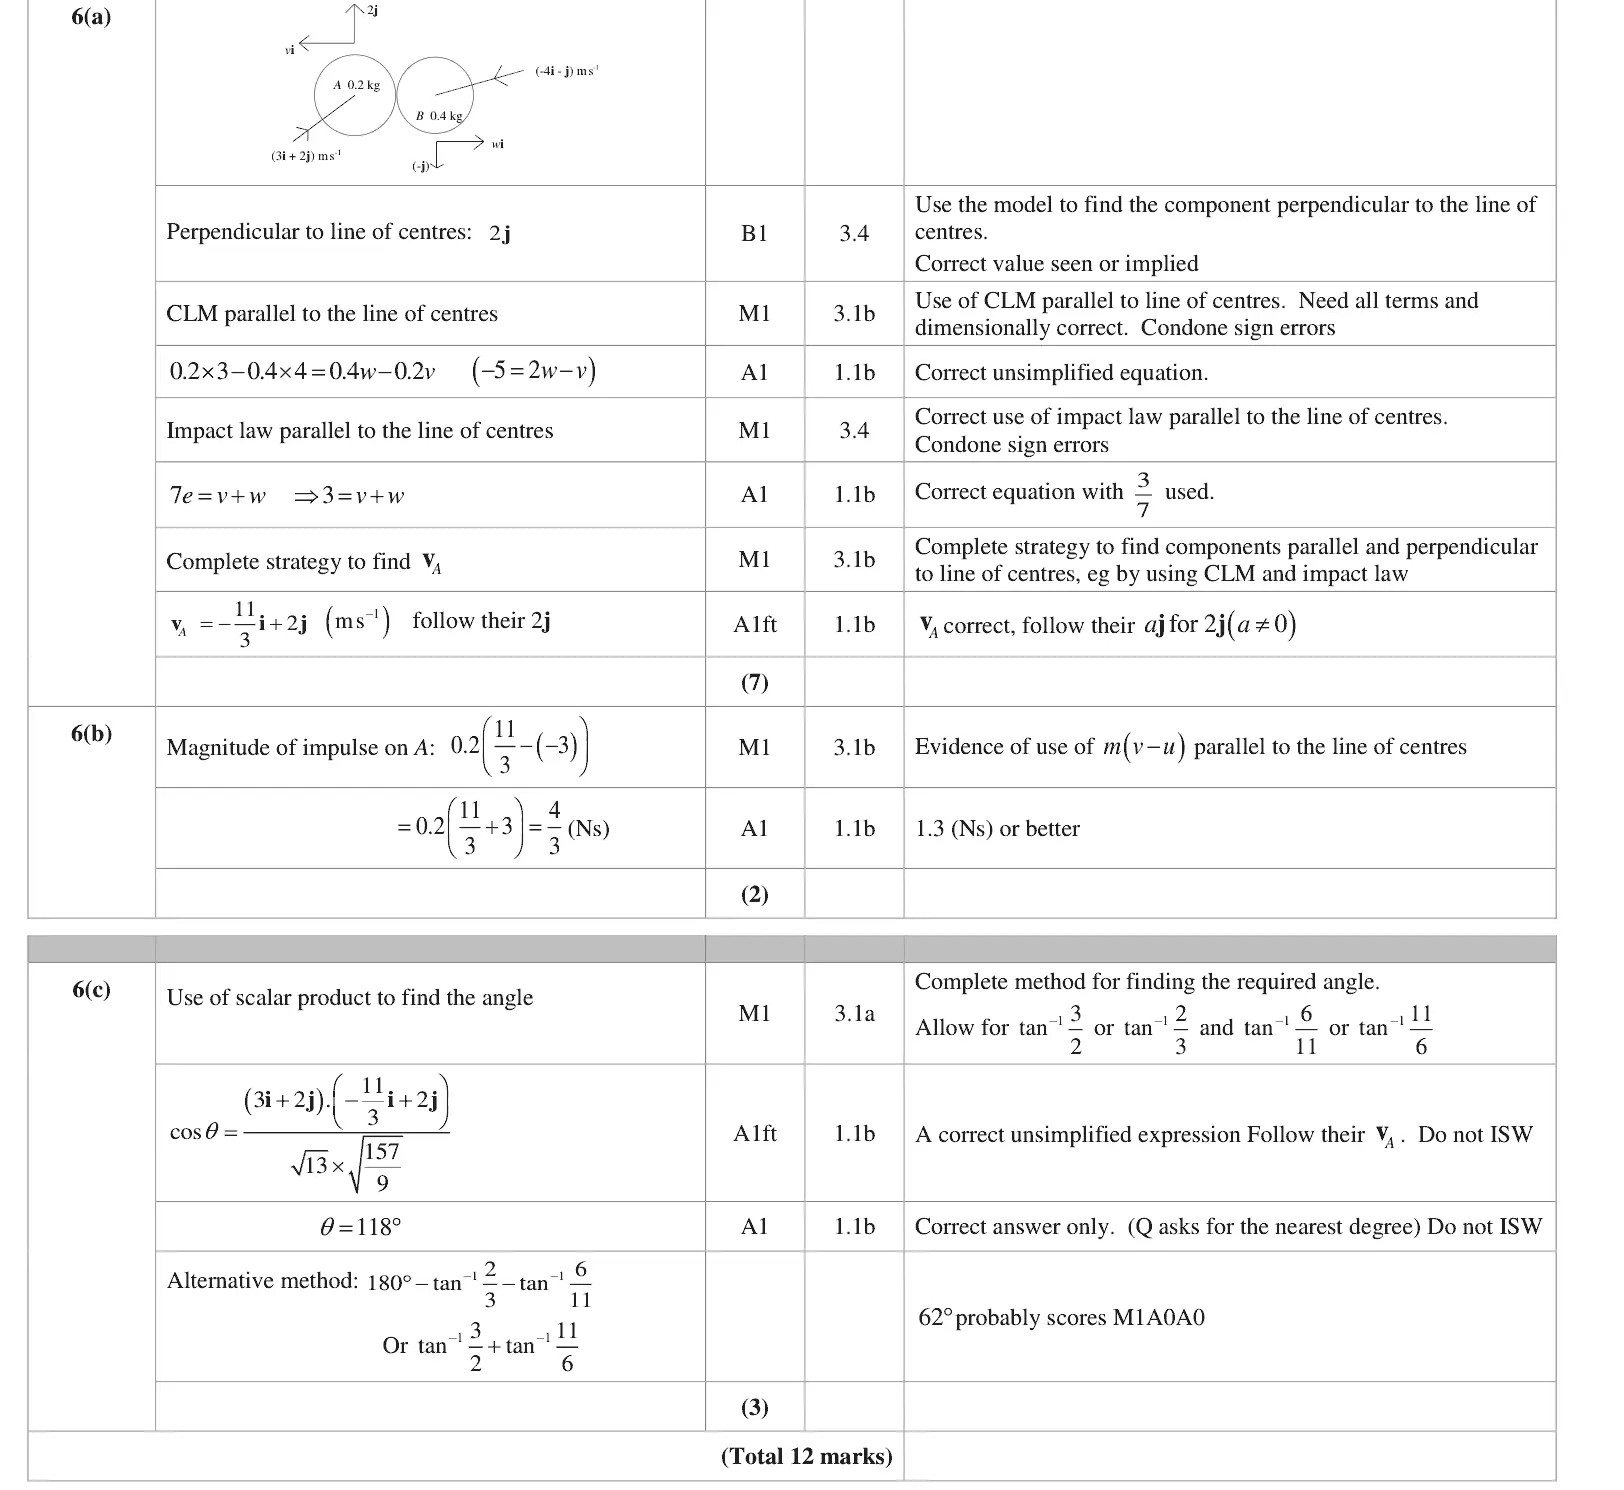 6(a)
2j
vi
(-4i - j) m s⁻¹
A 0.2 kg
B 0.4 kg
wi
(3i + 2j) m s⁻¹
(-j)
Perpendicular to line of centres: 2j B1 3.4 Use the model to find the component perpendicular to the line of
centres.
Correct value seen or implied
CLM parallel to the line of centres M1 3.1b Use of CLM parallel to line of centres. Need all terms and
dimensionally correct. Condone sign errors
0.2×3−0.4×4=0.4w−0.2v (−5=2w−v) A1 1.1b Correct unsimplified equation.
Impact law parallel to the line of centres M1 3.4 Correct use of impact law parallel to the line of centres.
Condone sign errors
7e=v+w ⇒3=v+w A1 1.1b Correct equation with 3/7 used.
Complete strategy to find v_A M1 3.1b Complete strategy to find components parallel and perpendicular
to line of centres, eg by using CLM and impact law
v_A = −11/3 i+2j (m s⁻¹) follow their 2j A1ft 1.1b v_A correct, follow their aj for 2j(a≠0)
(7)
6(b) Magnitude of impulse on A: 0.2(11/3−(−3)) M1 3.1b Evidence of use of m(v−u) parallel to the line of centres
=0.2(11/3+3)=4/3 (Ns) A1 1.1b 1.3 (Ns) or better
(2)
6(c) Use of scalar product to find the angle M1 3.1a Complete method for finding the required angle.
Allow for tan⁻¹ 3/2 or tan⁻¹ 2/3 and tan⁻¹ 6/11 or tan⁻¹ 11/6
cos θ = (3i+2j).(−11/3 i+2j) / (√13×√(157/9)) A1ft 1.1b A correct unsimplified expression Follow their v_A . Do not ISW
θ=118° A1 1.1b Correct answer only. (Q asks for the nearest degree) Do not ISW
Alternative method: 180°−tan⁻¹ 2/3−tan⁻¹ 6/11
Or tan⁻¹ 3/2+tan⁻¹ 11/6
62° probably scores M1A0A0
(3)
(Total 12 marks)